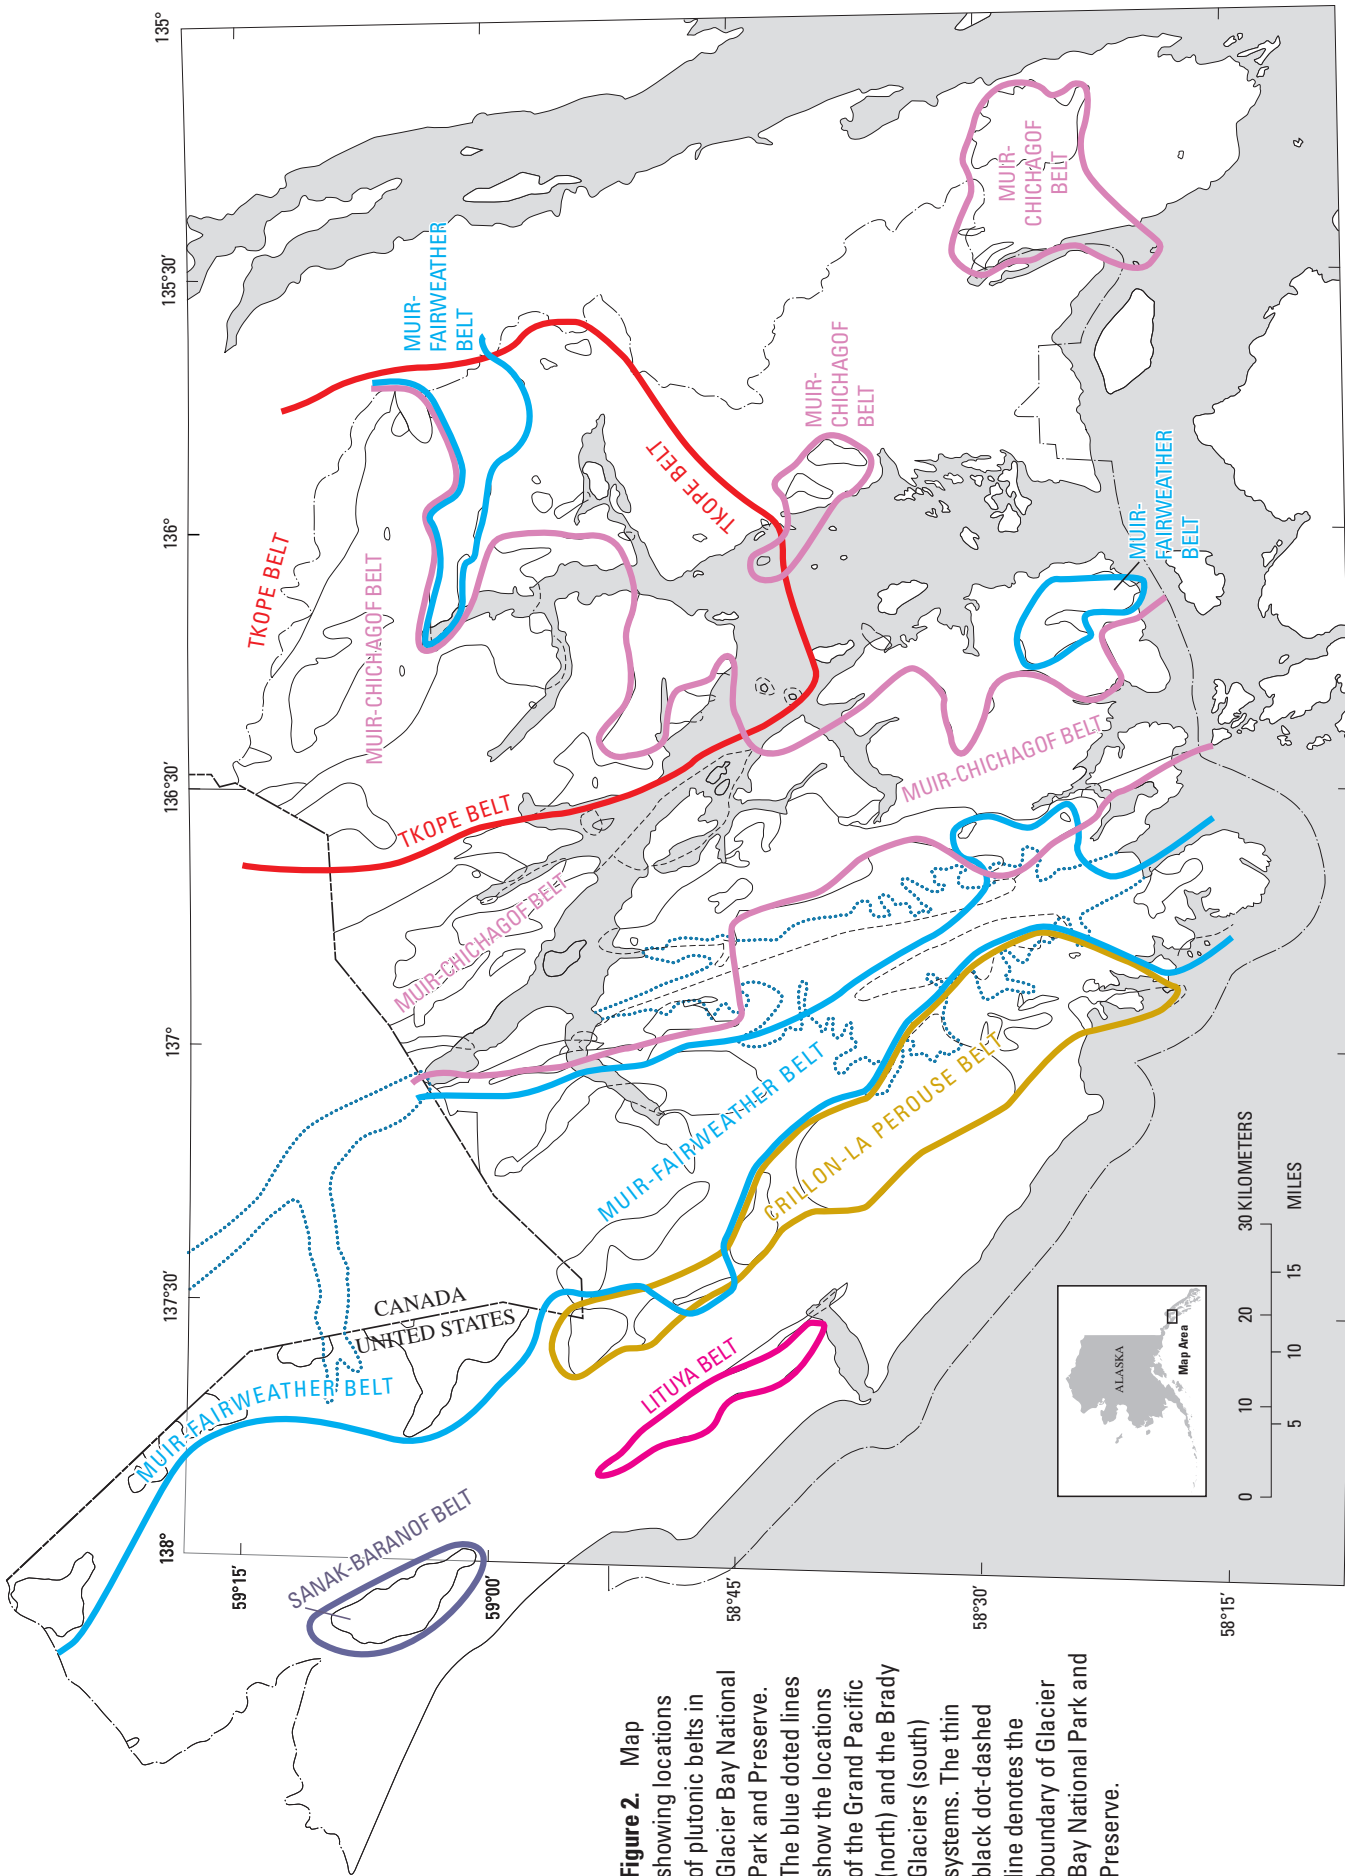 135°
135°30′
136°
136°30′
137°
137°30′
138°
59°15′
59°00′
58°45′
58°30′
58°15′
TKOPE BELT
MUIR-CHICHAGOF BELT
MUIR-
FAIRWEATHER
BELT
MUIR-
CHICHAGOF
BELT
TKOPE BELT
MUIR-
CHICHAGOF
BELT
MUIR-
FAIRWEATHER
BELT
TKOPE BELT
MUIR-CHICHAGOF BELT
MUIR-CHICHAGOF BELT
MUIR-FAIRWEATHER BELT
CRILLON-LA PEROUSE BELT
CANADA
UNITED STATES
MUIR-FAIRWEATHER BELT
LITUYA BELT
SANAK-BARANOF BELT
ALASKA
Map Area
0 10 20 30 KILOMETERS
5 10 15 MILES
Figure 2. Map
showing locations
of plutonic belts in
Glacier Bay National
Park and Preserve.
The blue doted lines
show the locations
of the Grand Pacific
(north) and the Brady
Glaciers (south)
systems. The thin
black dot-dashed
line denotes the
boundary of Glacier
Bay National Park and
Preserve.